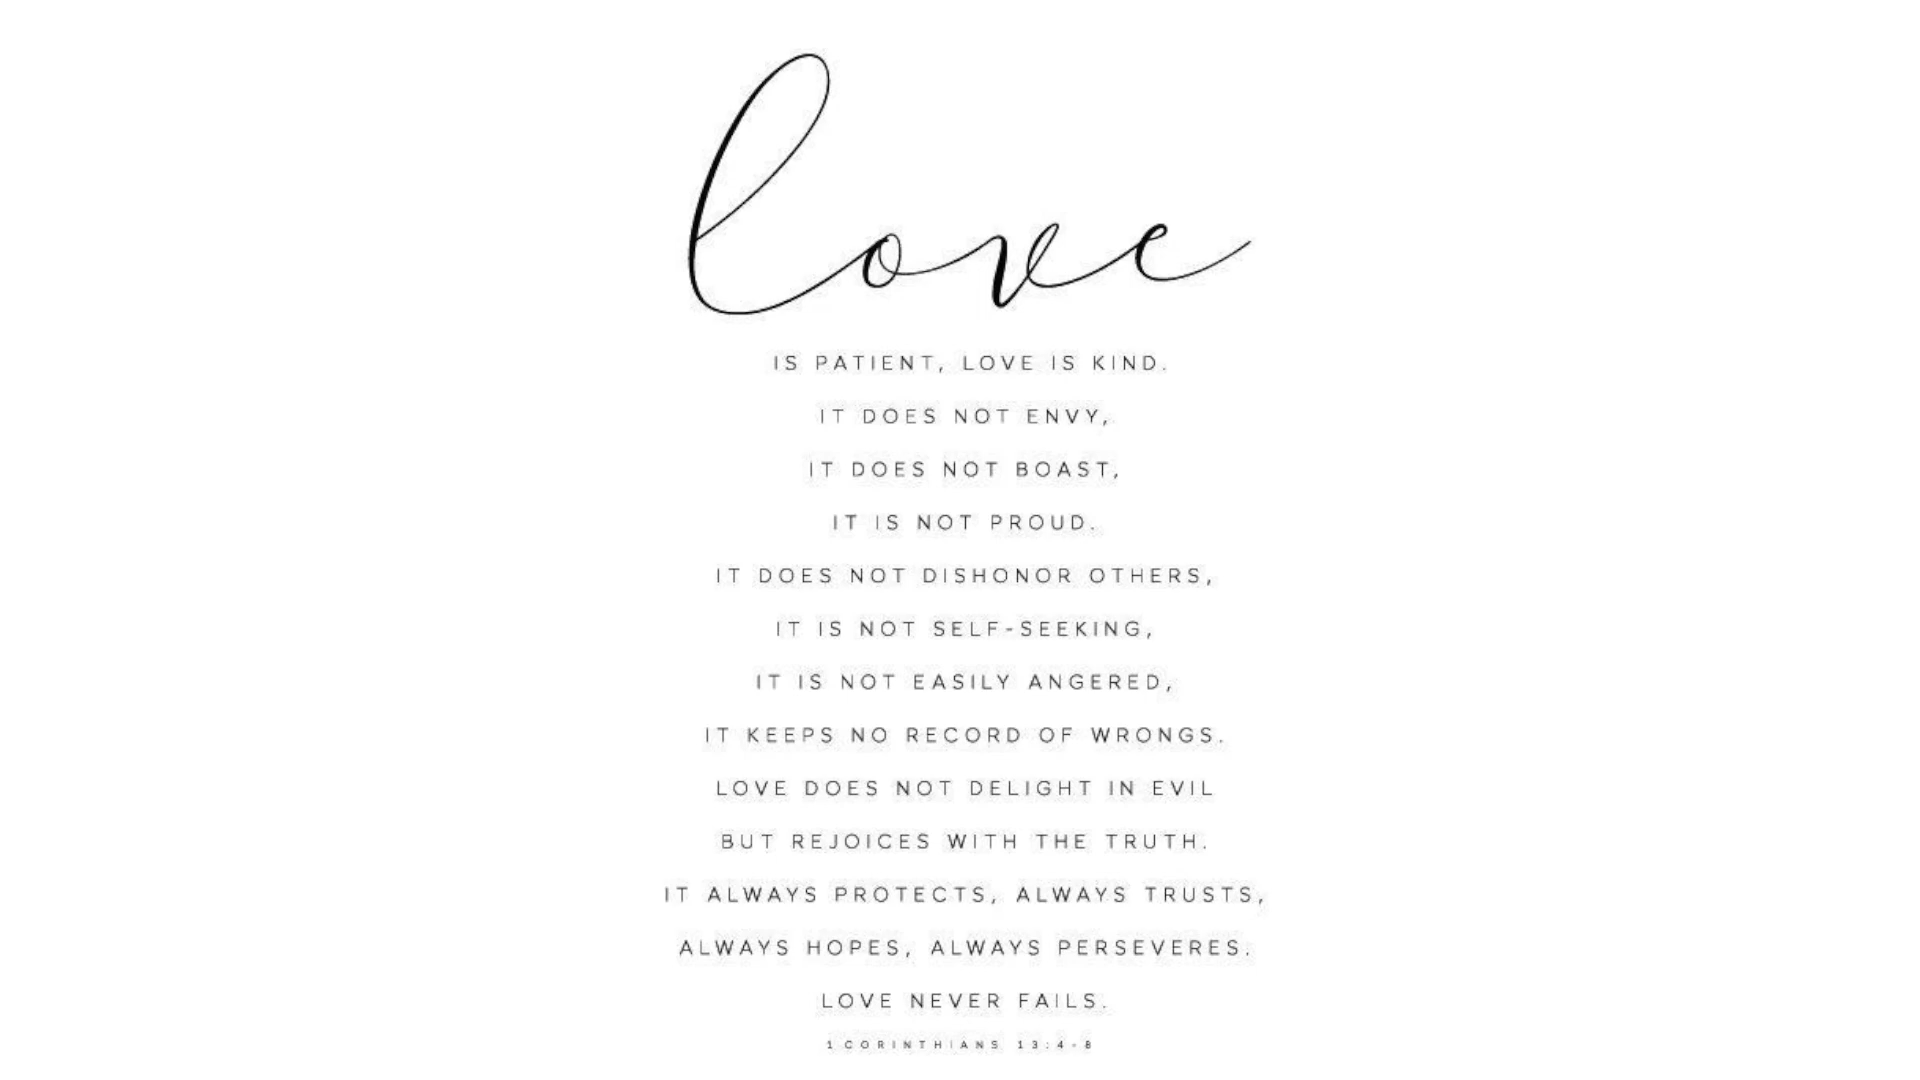 love
IS PATIENT, LOVE IS KIND.
IT DOES NOT ENVY,
IT DOES NOT BOAST,
IT IS NOT PROUD.
IT DOES NOT DISHONOR OTHERS,
IT IS NOT SELF-SEEKING,
IT IS NOT EASILY ANGERED,
IT KEEPS NO RECORD OF WRONGS.
LOVE DOES NOT DELIGHT IN EVIL
BUT REJOICES WITH THE TRUTH.
IT ALWAYS PROTECTS, ALWAYS TRUSTS,
ALWAYS HOPES, ALWAYS PERSEVERES.
LOVE NEVER FAILS.
1 CORINTHIANS 13:4-8